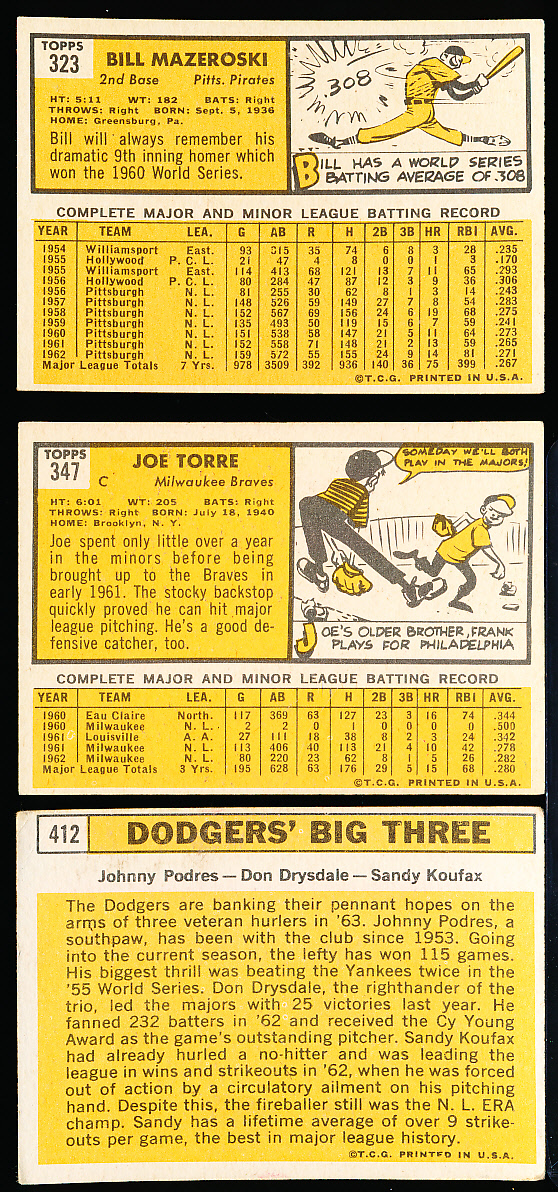 TOPPS
323
BILL MAZEROSKI
2nd Base Pitts. Pirates
HT: 5:11 WT: 182 BATS: Right
THROWS: Right BORN: Sept. 5, 1936
HOME: Greensburg, Pa.
Bill will always remember his
dramatic 9th inning homer which
won the 1960 World Series.
.308
BILL HAS A WORLD SERIES
BATTING AVERAGE OF .308
COMPLETE MAJOR AND MINOR LEAGUE BATTING RECORD
YEAR TEAM LEA. G AB R H 2B 3B HR RBI AVG.
1954 Williamsport East. 93 315 35 74 6 8 3 28 .235
1955 Hollywood P. C. L. 21 47 4 8 0 0 1 3 .170
1955 Williamsport East. 114 413 68 121 13 7 11 65 .293
1956 Hollywood P. C. L. 80 284 47 87 12 3 9 36 .306
1956 Pittsburgh N. L. 81 255 30 62 8 1 3 14 .243
1957 Pittsburgh N. L. 148 526 59 149 27 7 8 54 .283
1958 Pittsburgh N. L. 152 567 69 156 24 6 19 68 .275
1959 Pittsburgh N. L. 135 493 50 119 15 6 7 59 .241
1960 Pittsburgh N. L. 151 538 58 147 21 5 11 64 .273
1961 Pittsburgh N. L. 152 558 71 148 21 2 13 59 .265
1962 Pittsburgh N. L. 159 572 55 155 24 9 14 81 .271
Major League Totals 7 Yrs. 978 3509 392 936 140 36 75 399 .267
©T.C.G. PRINTED IN U.S.A.
TOPPS
347
JOE TORRE
C Milwaukee Braves
HT: 6:01 WT: 205 BATS: Right
THROWS: Right BORN: July 18, 1940
HOME: Brooklyn, N. Y.
Joe spent only little over a year
in the minors before being
brought up to the Braves in
early 1961. The stocky backstop
quickly proved he can hit major
league pitching. He's a good de-
fensive catcher, too.
SOMEDAY WE'LL BOTH
PLAY IN THE MAJORS!
JOE'S OLDER BROTHER, FRANK
PLAYS FOR PHILADELPHIA
COMPLETE MAJOR AND MINOR LEAGUE BATTING RECORD
YEAR TEAM LEA. G AB R H 2B 3B HR RBI AVG.
1960 Eau Claire North. 117 369 63 127 23 3 16 74 .344
1960 Milwaukee N. L. 2 2 0 1 0 0 0 0 .500
1961 Louisville A. A. 27 111 18 38 8 2 3 24 .342
1961 Milwaukee N. L. 113 406 40 113 21 4 10 42 .278
1962 Milwaukee N. L. 80 220 23 62 8 1 5 26 .282
Major League Totals 3 Yrs. 195 628 63 176 29 5 15 68 .280
©T.C.G. PRINTED IN U.S.A.
412
DODGERS' BIG THREE
Johnny Podres — Don Drysdale — Sandy Koufax
The Dodgers are banking their pennant hopes on the
arms of three veteran hurlers in '63. Johnny Podres, a
southpaw, has been with the club since 1953. Going
into the current season, the lefty has won 115 games.
His biggest thrill was beating the Yankees twice in the
'55 World Series. Don Drysdale, the righthander of the
trio, led the majors with 25 victories last year. He
fanned 232 batters in '62 and received the Cy Young
Award as the game's outstanding pitcher. Sandy Koufax
had already hurled a no-hitter and was leading the
league in wins and strikeouts in '62, when he was forced
out of action by a circulatory ailment on his pitching
hand. Despite this, the fireballer still was the N. L. ERA
champ. Sandy has a lifetime average of over 9 strike-
outs per game, the best in major league history.
©T.C.G. PRINTED IN U.S.A.